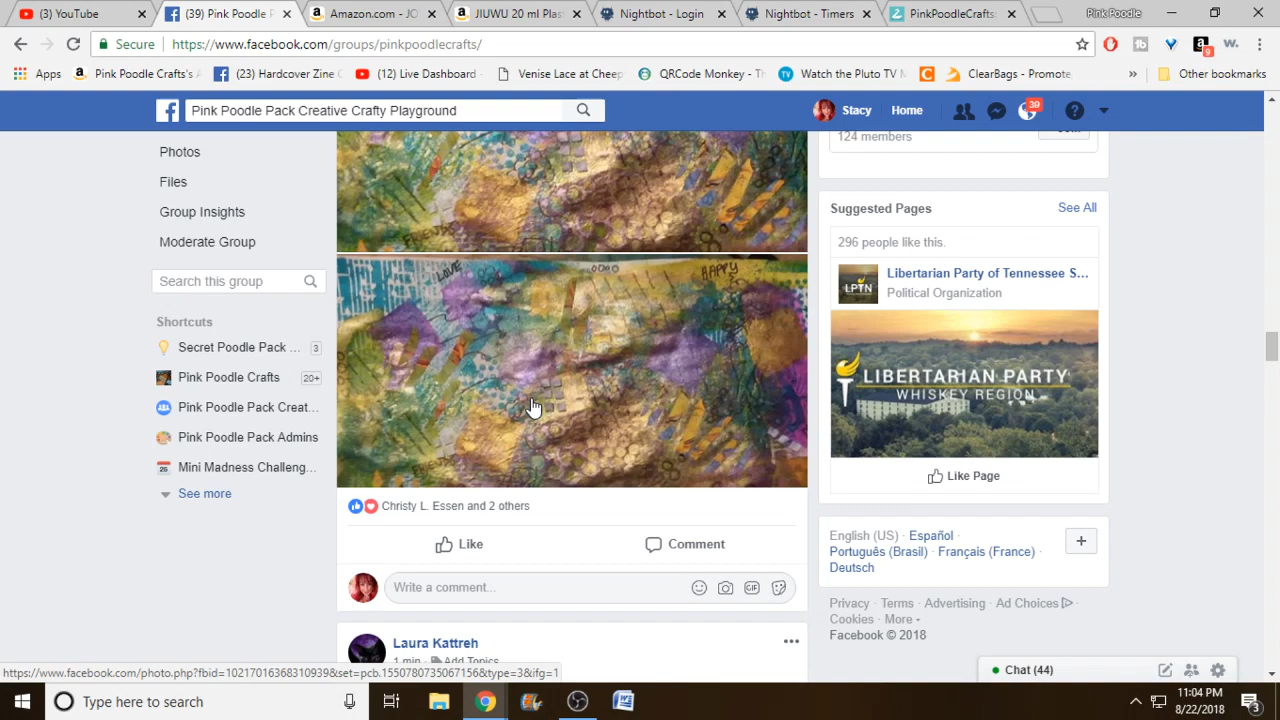 (3) YouTube
(39) Pink Poodle P
Amazon.com - JO
JIUWU 20 ml Plas
Nightbot - Login
Nightbot - Timers
PinkPoodleCrafts
Pink Poodle
Secure
https://www.facebook.com/groups/pinkpoodlecrafts/
9
Apps
Pink Poodle Crafts's A
(23) Hardcover Zine
(12) Live Dashboard -
Venise Lace at Cheep
QRCode Monkey - Th
Watch the Pluto TV M
ClearBags - Promote
»
Other bookmarks
Pink Poodle Pack Creative Crafty Playground
Stacy
Home
39
Photos
Files
Group Insights
Moderate Group
Search this group
Shortcuts
Secret Poodle Pack ... 3
Pink Poodle Crafts 20+
Pink Poodle Pack Creat...
Pink Poodle Pack Admins
Mini Madness Challeng...
See more
LOVE
HAPPY
Christy L. Essen and 2 others
Like
Comment
Write a comment...
GIF
Laura Kattreh
1 min · Add Topics
124 members
Suggested Pages
See All
296 people like this.
LPTN
Libertarian Party of Tennessee S...
Political Organization
LIBERTARIAN PARTY
WHISKEY REGION
Like Page
English (US) · Español ·
Português (Brasil) · Français (France) ·
Deutsch
Privacy · Terms · Advertising · Ad Choices ·
Cookies · More
Facebook © 2018
Chat (44)
https://www.facebook.com/photo.php?fbid=10217016368310939&set=pcb.1550780735067156&type=3&ifg=1
Type here to search
11:04 PM
8/22/2018
3